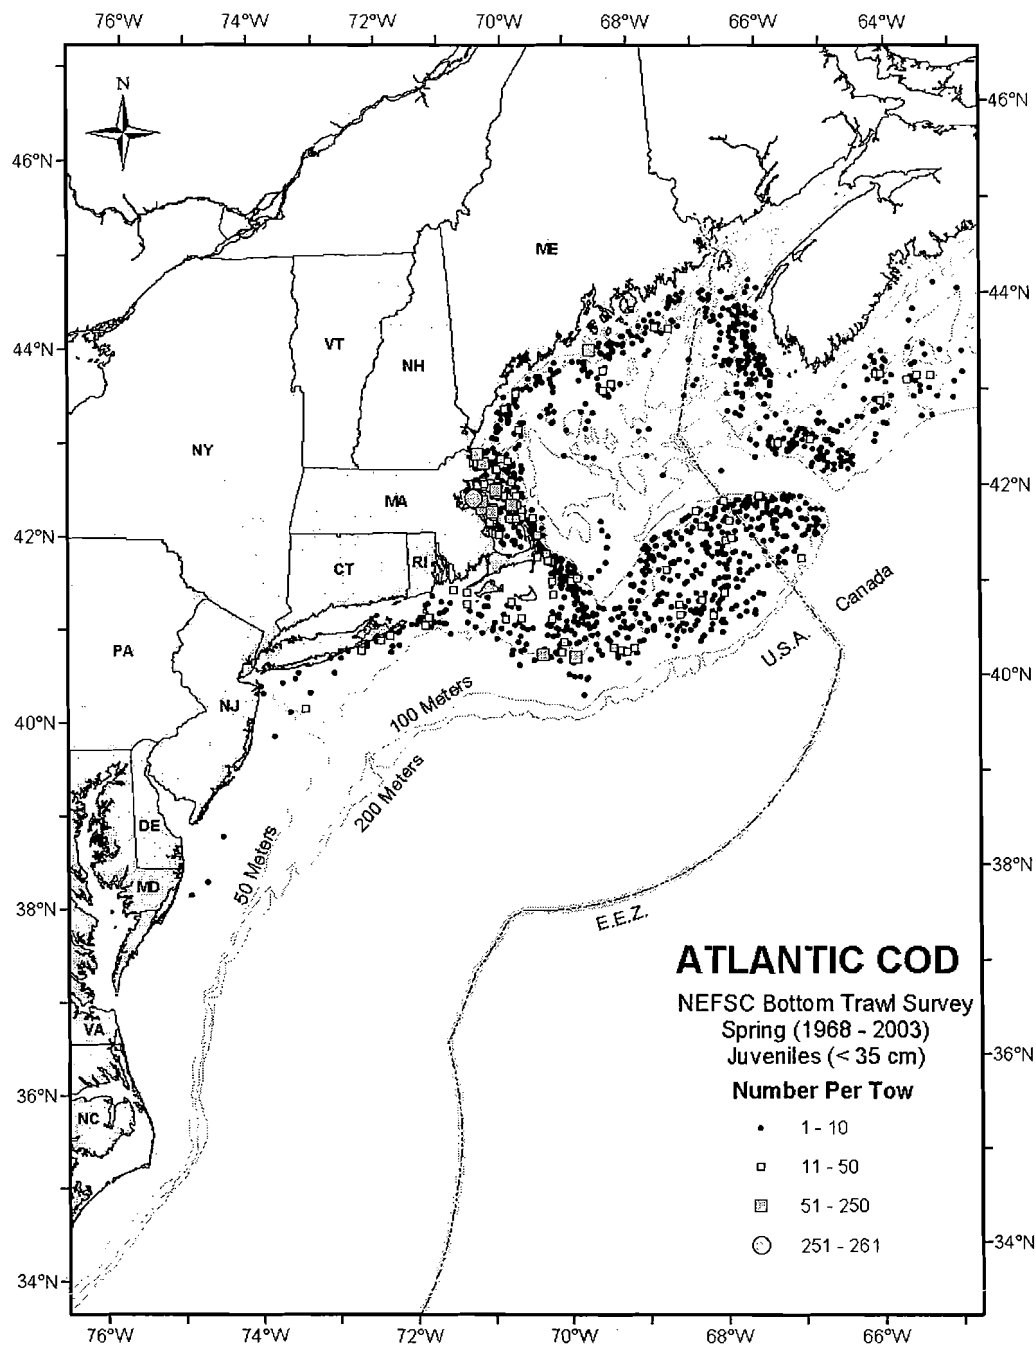 76°W 74°W 72°W 70°W 68°W 66°W 64°W
N
46°N
46°N
ME
44°N
44°N
VT
NH
NY
MA
42°N
42°N
CT
RI
Canada
PA
U.S.A.
40°N
NJ
100 Meters
40°N
200 Meters
DE
50 Meters
38°N
MD
38°N
E.E.Z.
ATLANTIC COD
NEFSC Bottom Trawl Survey
VA
Spring (1968 - 2003)
36°N
Juveniles (< 35 cm)
36°N
Number Per Tow
NC
1 - 10
11 - 50
51 - 250
34°N
251 - 261
34°N
76°W 74°W 72°W 70°W 68°W 66°W